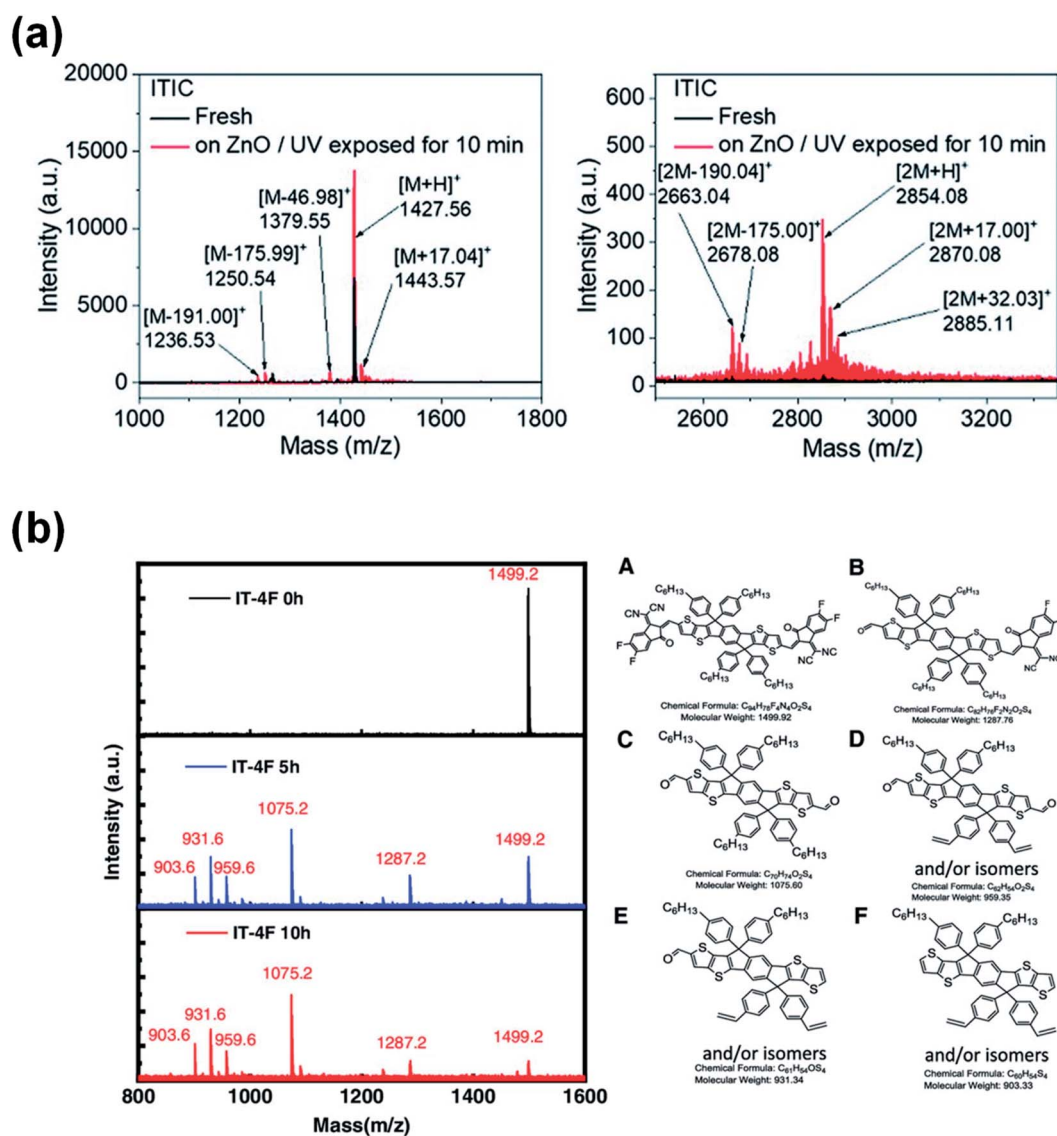 (a)
20000
15000
10000
5000
0
Intensity (a.u.)
ITIC
Fresh
on ZnO / UV exposed for 10 min
[M-46.98]⁺
1379.55
[M+H]⁺
1427.56
[M-175.99]⁺
1250.54
[M+17.04]⁺
1443.57
[M-191.00]⁺
1236.53
1000 1200 1400 1600 1800
Mass (m/z)
600
500
400
300
200
100
0
Intensity (a.u.)
ITIC
Fresh
on ZnO / UV exposed for 10 min
[2M-190.04]⁺
2663.04
[2M+H]⁺
2854.08
[2M-175.00]⁺
2678.08
[2M+17.00]⁺
2870.08
[2M+32.03]⁺
2885.11
2600 2800 3000 3200
Mass (m/z)
(b)
Intensity (a.u.)
IT-4F 0h
1499.2
IT-4F 5h
903.6
931.6
959.6
1075.2
1287.2
1499.2
IT-4F 10h
903.6
931.6
959.6
1075.2
1287.2
1499.2
800 1000 1200 1400 1600
Mass(m/z)
A
C₆H₁₃ C₆H₁₃
CN CN
S S
O
F
F
S S
O
F
F
NC NC
C₆H₁₃
C₆H₁₃
Chemical Formula: C₉₄H₇₈F₄N₄O₂S₄
Molecular Weight: 1499.92
B
C₆H₁₃ C₆H₁₃
O
S S
S S
O
F
F
NC NC
C₆H₁₃
C₆H₁₃
Chemical Formula: C₈₂H₇₆F₂N₂O₂S₄
Molecular Weight: 1287.76
C
C₆H₁₃ C₆H₁₃
O
S S
S S
O
C₆H₁₃
C₆H₁₃
Chemical Formula: C₇₀H₇₄O₂S₄
Molecular Weight: 1075.60
D
C₆H₁₃ C₆H₁₃
O
S S
S S
O
and/or isomers
Chemical Formula: C₆₂H₅₄O₂S₄
Molecular Weight: 959.35
E
C₆H₁₃ C₆H₁₃
O
S S
S S
and/or isomers
Chemical Formula: C₆₁H₅₄OS₄
Molecular Weight: 931.34
F
C₆H₁₃ C₆H₁₃
S S
S S
and/or isomers
Chemical Formula: C₆₀H₅₄S₄
Molecular Weight: 903.33